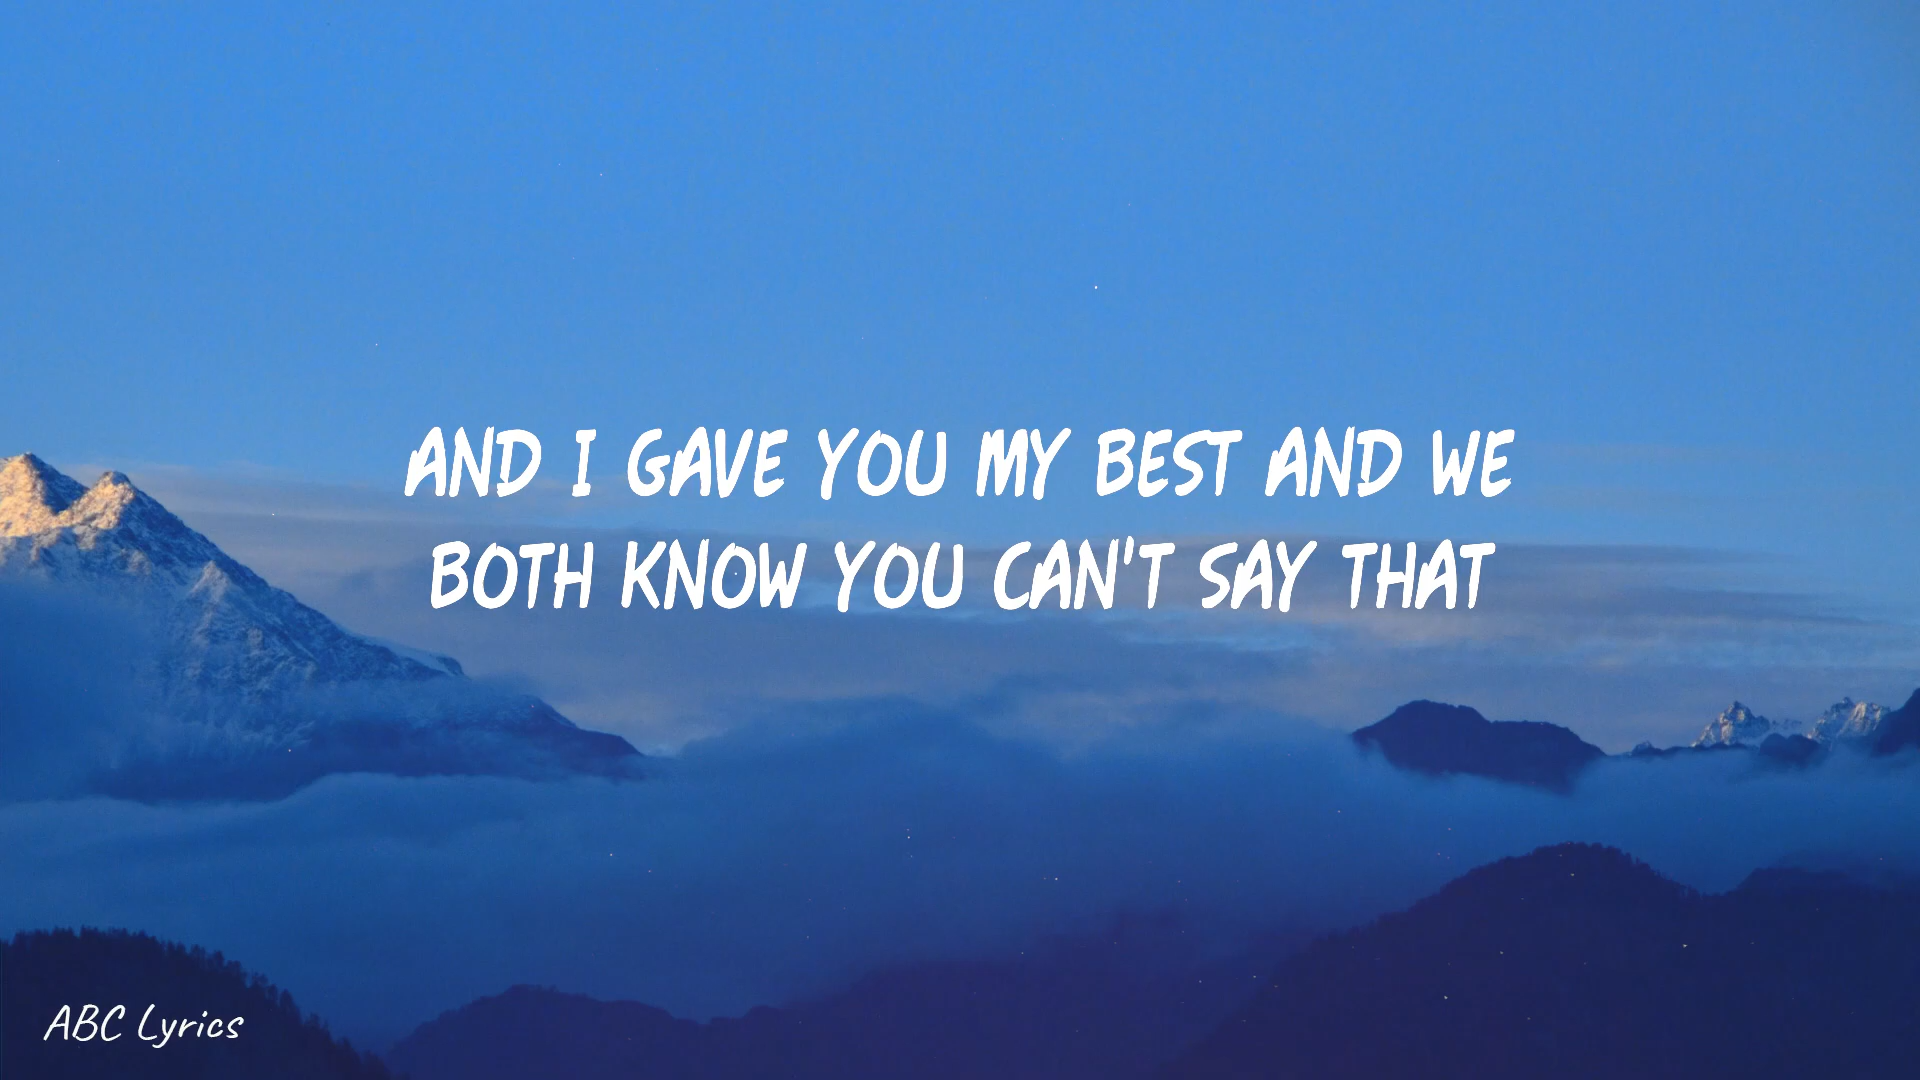 AND I GAVE YOU MY BEST AND WE
BOTH KNOW YOU CAN'T SAY THAT
ABC Lyrics